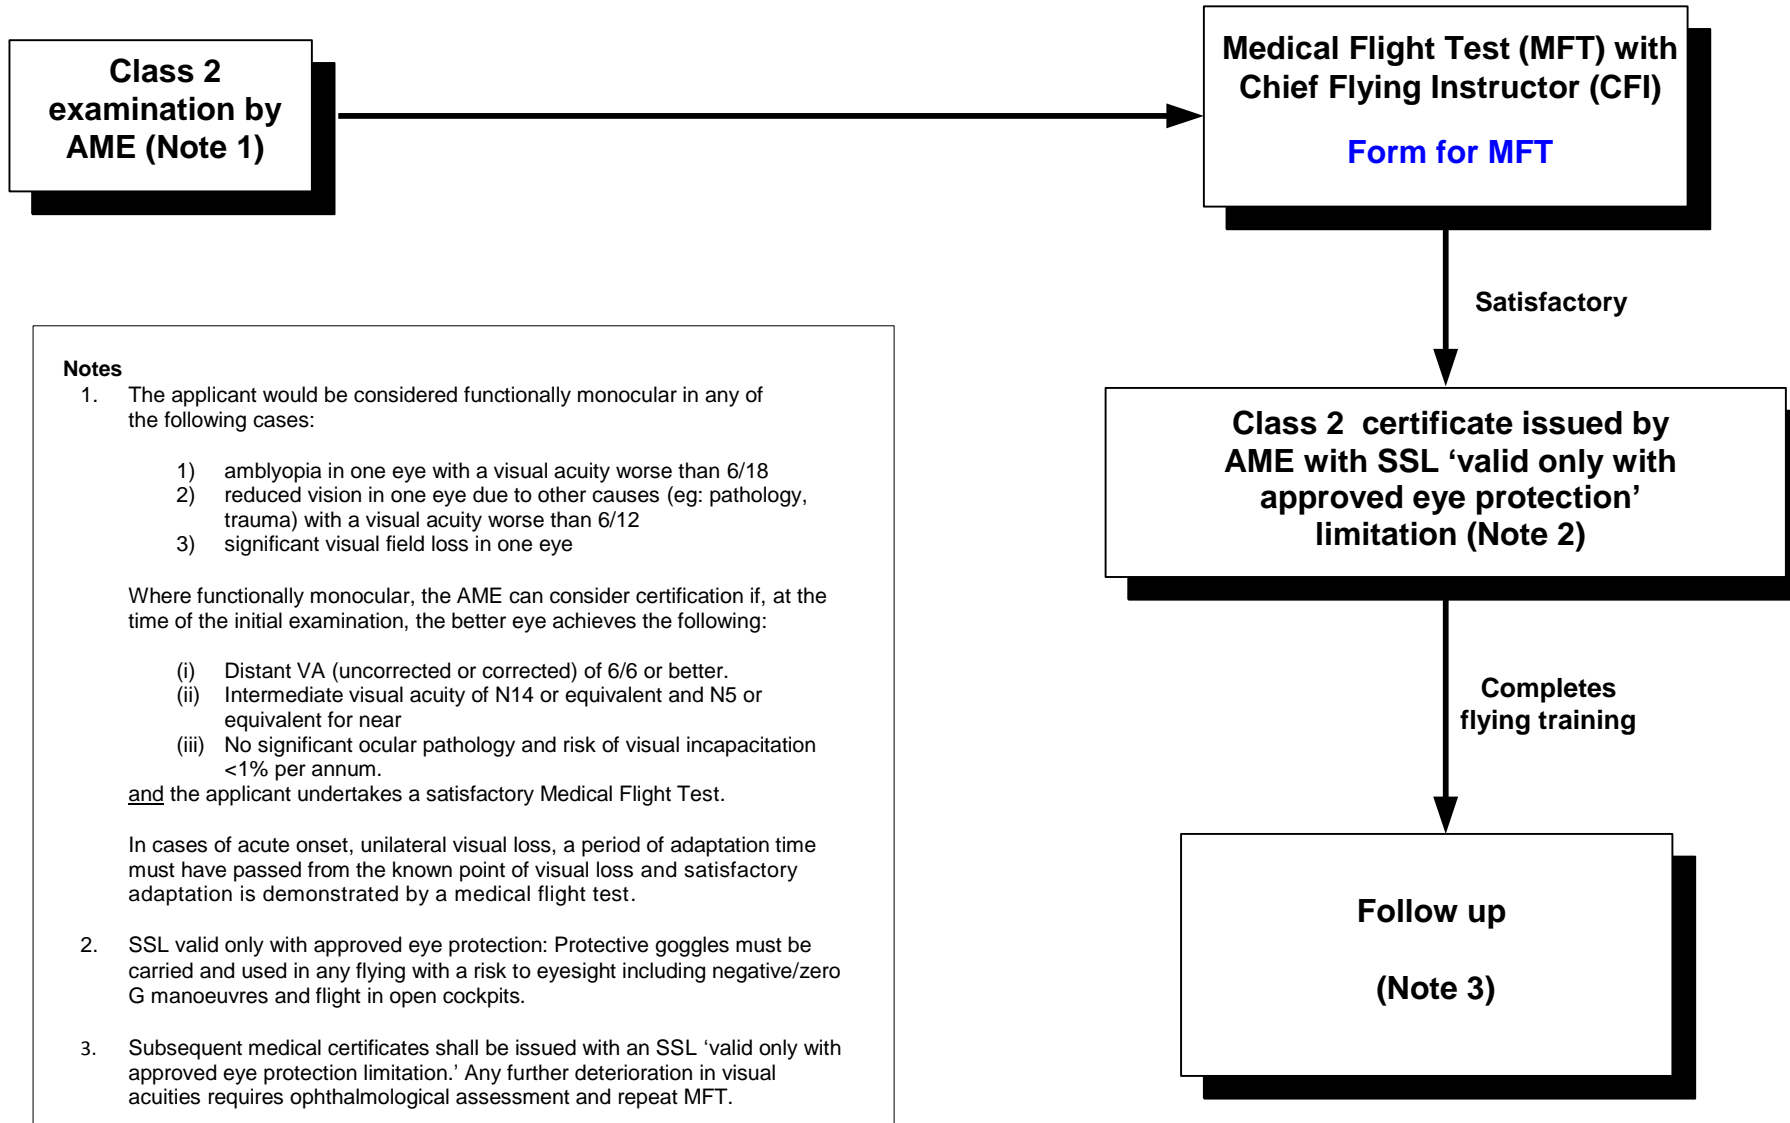 Class 2
examination by
AME (Note 1)
Medical Flight Test (MFT) with
Chief Flying Instructor (CFI)
Form for MFT
Satisfactory
Class 2 certificate issued by
AME with SSL ‘valid only with
approved eye protection’
limitation (Note 2)
Completes
flying training
Follow up
(Note 3)
Notes
1. The applicant would be considered functionally monocular in any of
the following cases:
1) amblyopia in one eye with a visual acuity worse than 6/18
2) reduced vision in one eye due to other causes (eg: pathology,
trauma) with a visual acuity worse than 6/12
3) significant visual field loss in one eye
Where functionally monocular, the AME can consider certification if, at the
time of the initial examination, the better eye achieves the following:
(i) Distant VA (uncorrected or corrected) of 6/6 or better.
(ii) Intermediate visual acuity of N14 or equivalent and N5 or
equivalent for near
(iii) No significant ocular pathology and risk of visual incapacitation
<1% per annum.
and the applicant undertakes a satisfactory Medical Flight Test.
In cases of acute onset, unilateral visual loss, a period of adaptation time
must have passed from the known point of visual loss and satisfactory
adaptation is demonstrated by a medical flight test.
2. SSL valid only with approved eye protection: Protective goggles must be
carried and used in any flying with a risk to eyesight including negative/zero
G manoeuvres and flight in open cockpits.
3. Subsequent medical certificates shall be issued with an SSL ‘valid only with
approved eye protection limitation.’ Any further deterioration in visual
acuities requires ophthalmological assessment and repeat MFT.